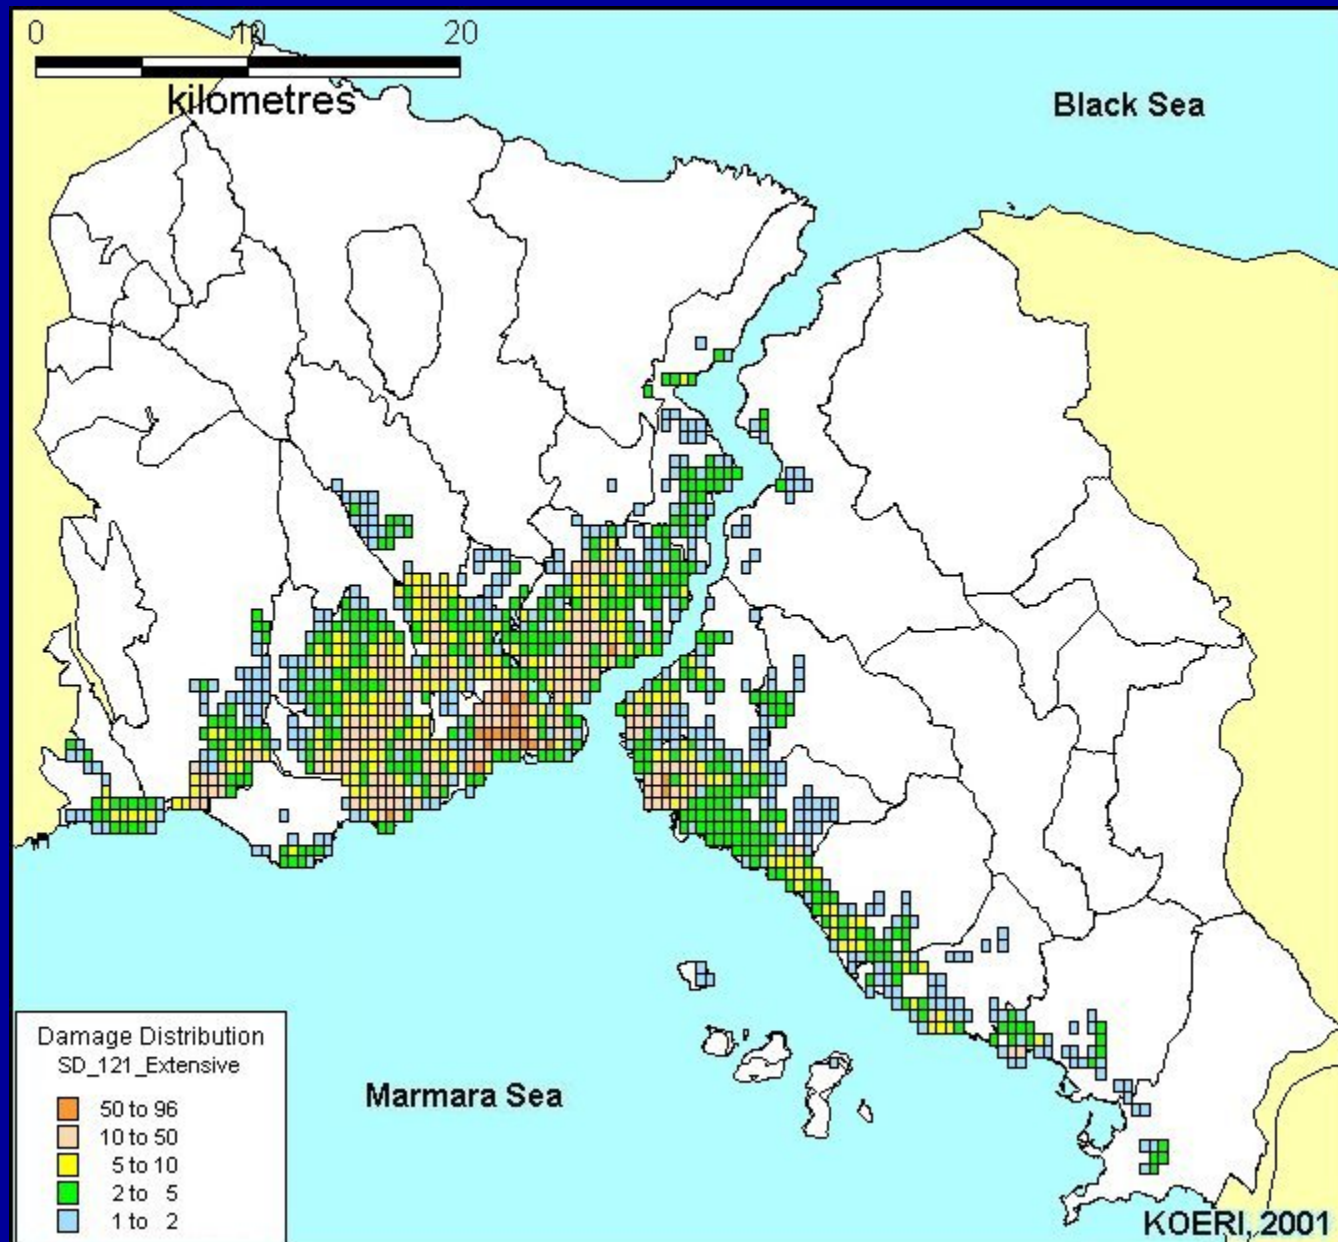 0 10 20
kilometres
Black Sea
Marmara Sea
Damage Distribution
SD_121_Extensive
50 to 96
10 to 50
5 to 10
2 to 5
1 to 2
KOERI, 2001